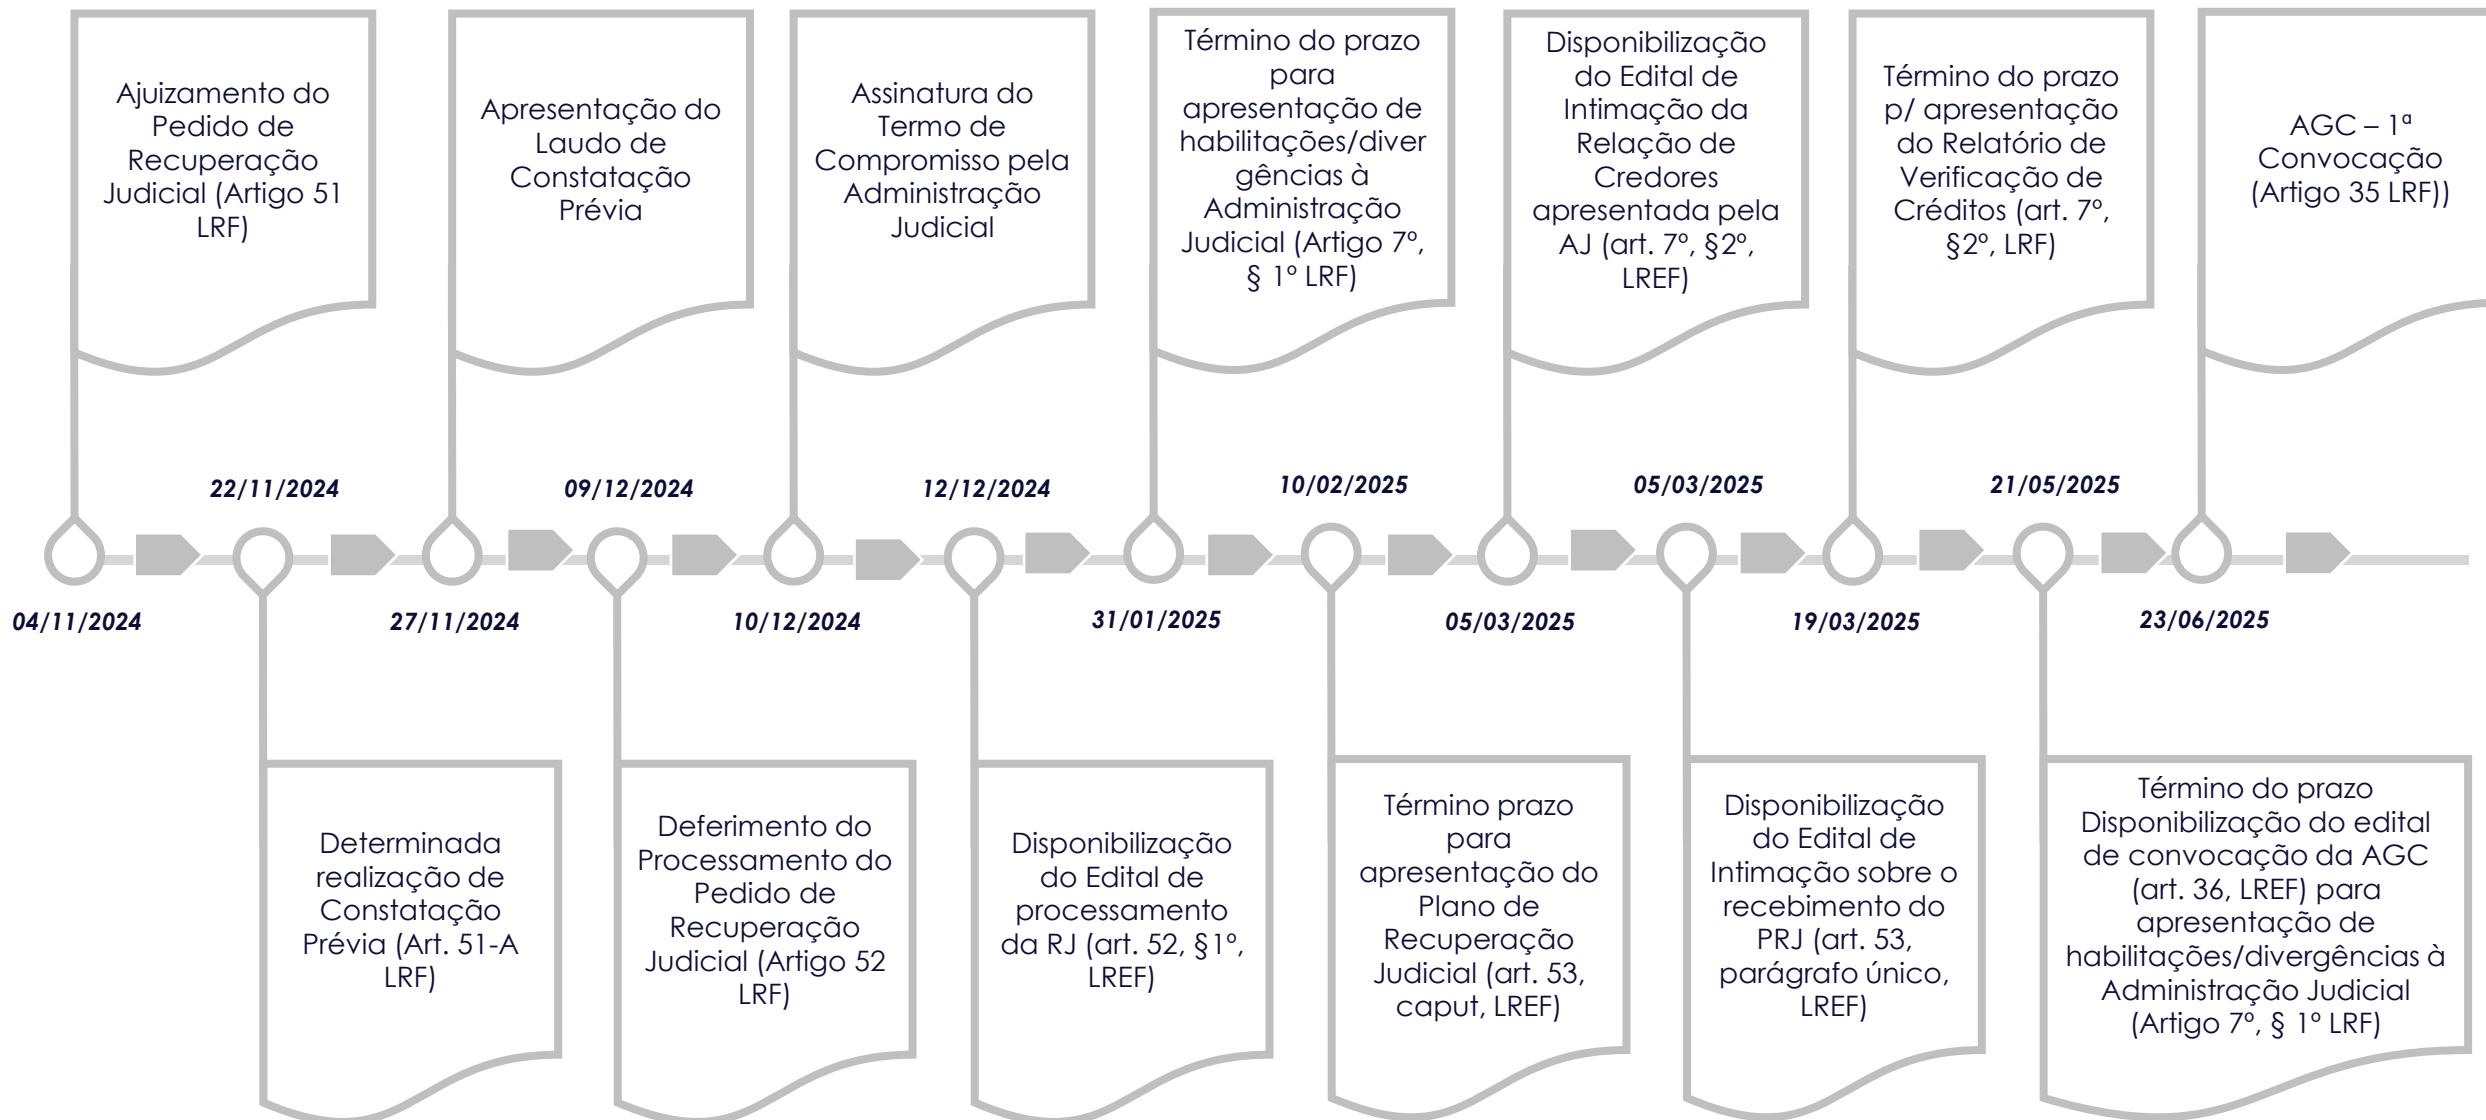 Ajuizamento do
Pedido de
Recuperação
Judicial (Artigo 51
LRF)
Apresentação do
Laudo de
Constatação
Prévia
Assinatura do
Termo de
Compromisso pela
Administração
Judicial
Término do prazo
para
apresentação de
habilitações/diver
gências à
Administração
Judicial (Artigo 7º,
§ 1º LRF)
Disponibilização
do Edital de
Intimação da
Relação de
Credores
apresentada pela
AJ (art. 7º, §2º,
LREF)
Término do prazo
p/ apresentação
do Relatório de
Verificação de
Créditos (art. 7º,
§2º, LRF)
AGC – 1ª
Convocação
(Artigo 35 LRF))
22/11/2024
09/12/2024
12/12/2024
10/02/2025
05/03/2025
21/05/2025
04/11/2024
27/11/2024
10/12/2024
31/01/2025
05/03/2025
19/03/2025
23/06/2025
Determinada
realização de
Constatação
Prévia (Art. 51-A
LRF)
Deferimento do
Processamento do
Pedido de
Recuperação
Judicial (Artigo 52
LRF)
Disponibilização
do Edital de
processamento
da RJ (art. 52, §1º,
LREF)
Término prazo
para
apresentação do
Plano de
Recuperação
Judicial (art. 53,
caput, LREF)
Disponibilização
do Edital de
Intimação sobre o
recebimento do
PRJ (art. 53,
parágrafo único,
LREF)
Término do prazo
Disponibilização do edital
de convocação da AGC
(art. 36, LREF) para
apresentação de
habilitações/divergências à
Administração Judicial
(Artigo 7º, § 1º LRF)